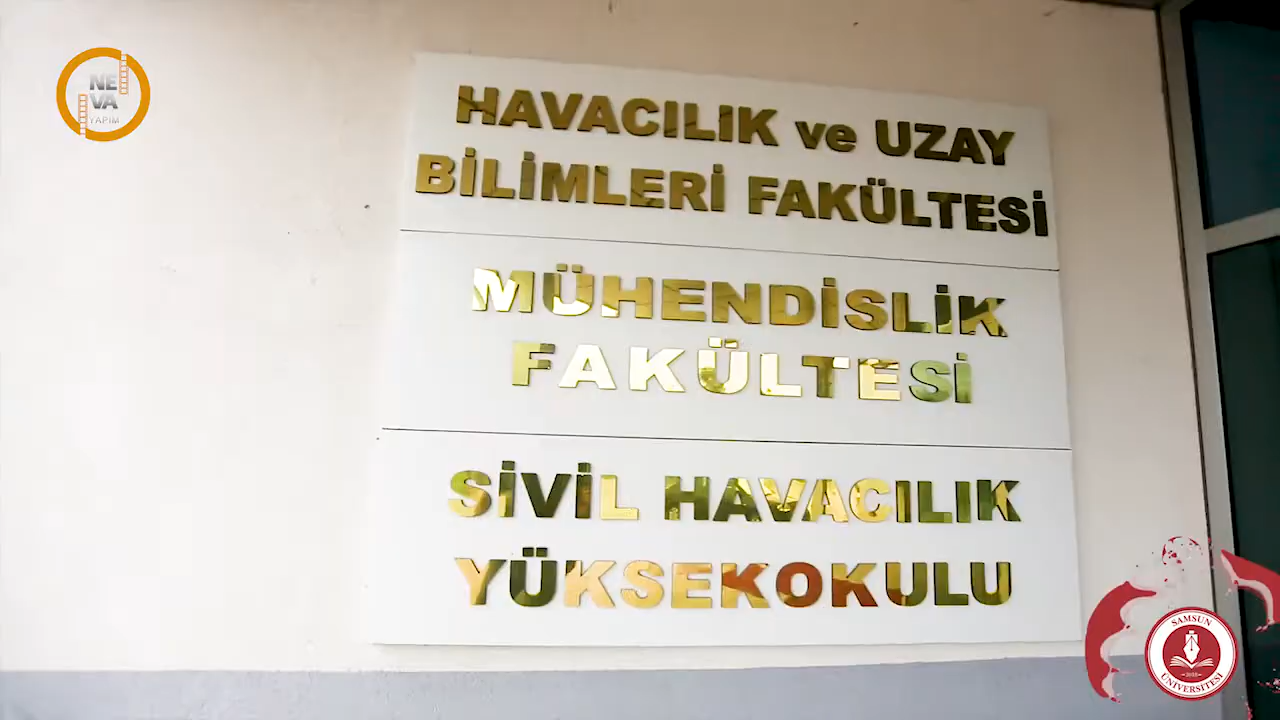 NE
VA
YAPIM
HAVACILIK ve UZAY
BİLİMLERİ FAKÜLTESİ
MÜHENDİSLİK
FAKÜLTESİ
SİVİL HAVACILIK
YÜKSEKOKULU
SAMSUN
ÜNİVERSİTESİ